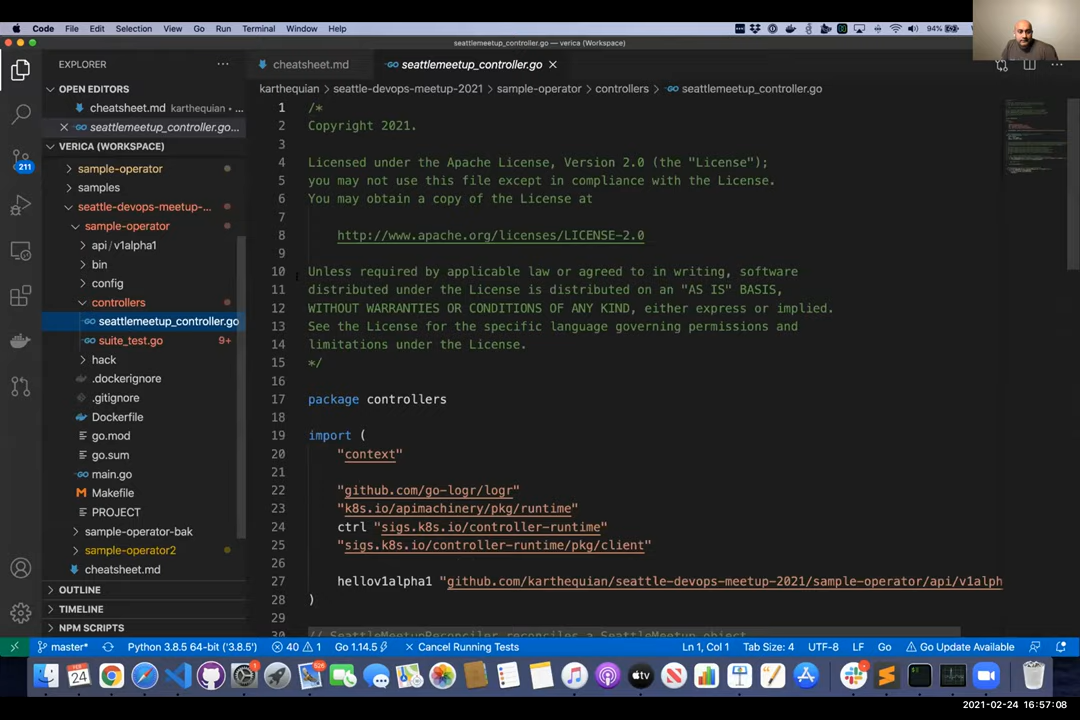 Code File Edit Selection View Go Run Terminal Window Help
94%
seattlemeetup_controller.go — verica (Workspace)
EXPLORER
OPEN EDITORS
cheatsheet.md karthequian • ...
seattlemeetup_controller.go...
VERICA (WORKSPACE)
sample-operator
samples
seattle-devops-meetup-...
sample-operator
api/v1alpha1
bin
config
controllers
seattlemeetup_controller.go
suite_test.go 9+
hack
.dockerignore
.gitignore
Dockerfile
go.mod
go.sum
main.go
Makefile
PROJECT
sample-operator-bak
sample-operator2
cheatsheet.md
OUTLINE
TIMELINE
NPM SCRIPTS
211
cheatsheet.md
seattlemeetup_controller.go
karthequian > seattle-devops-meetup-2021 > sample-operator > controllers > seattlemeetup_controller.go
1 /*
2 Copyright 2021.
3
4 Licensed under the Apache License, Version 2.0 (the "License");
5 you may not use this file except in compliance with the License.
6 You may obtain a copy of the License at
7
8 http://www.apache.org/licenses/LICENSE-2.0
9
10 Unless required by applicable law or agreed to in writing, software
11 distributed under the License is distributed on an "AS IS" BASIS,
12 WITHOUT WARRANTIES OR CONDITIONS OF ANY KIND, either express or implied.
13 See the License for the specific language governing permissions and
14 limitations under the License.
15 */
16
17 package controllers
18
19 import (
20 "context"
21
22 "github.com/go-logr/logr"
23 "k8s.io/apimachinery/pkg/runtime"
24 ctrl "sigs.k8s.io/controller-runtime"
25 "sigs.k8s.io/controller-runtime/pkg/client"
26
27 hellov1alpha1 "github.com/karthequian/seattle-devops-meetup-2021/sample-operator/api/v1alph
28 )
29
30 // SeattleMeetupReconciler reconciles a SeattleMeetup object
master* Python 3.8.5 64-bit ('3.8.5') 40 1 Go 1.14.5 Cancel Running Tests Ln 1, Col 1 Tab Size: 4 UTF-8 LF Go Go Update Available
FEB
24
tv
2021-02-24 16:57:08